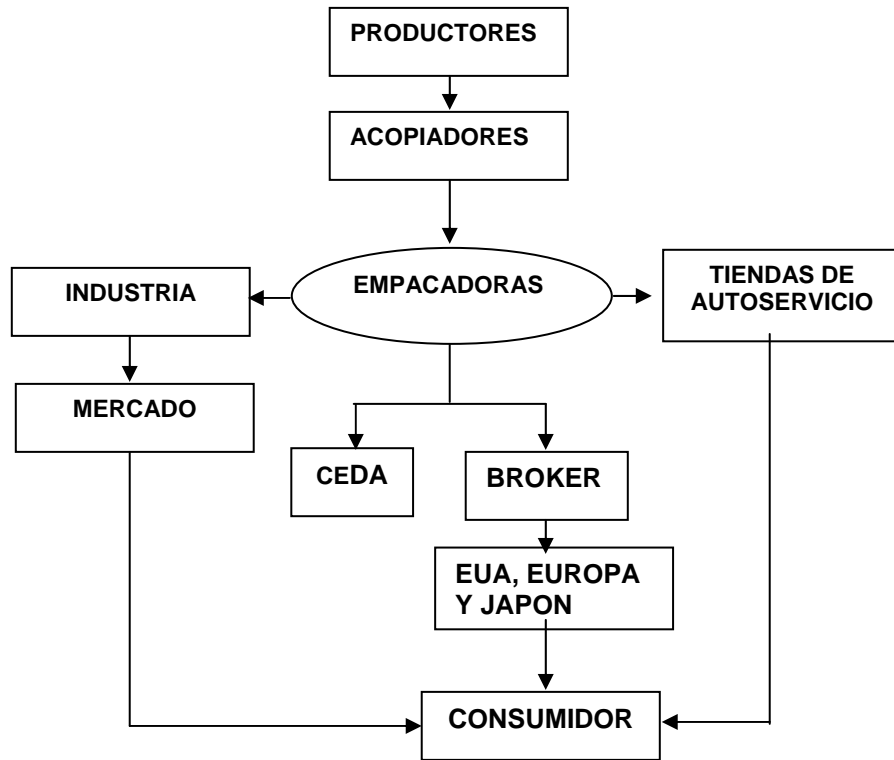 PRODUCTORES
ACOPIADORES
EMPACADORAS
INDUSTRIA
TIENDAS DE
AUTOSERVICIO
MERCADO
CEDA
BROKER
EUA, EUROPA
Y JAPON
CONSUMIDOR